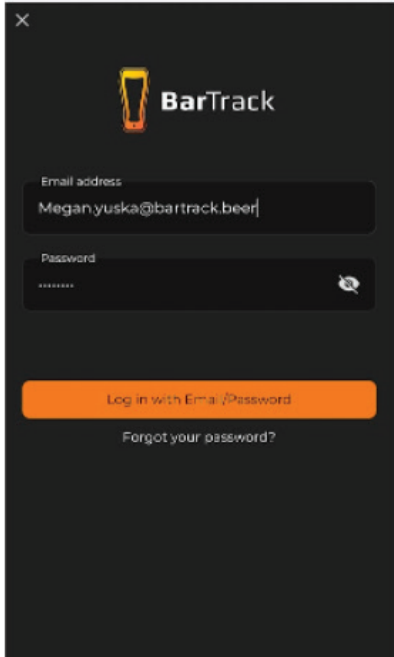 BarTrack
Email address
Megan.yuska@bartrack.beer
Password
········
Log in with Email/Password
Forgot your password?